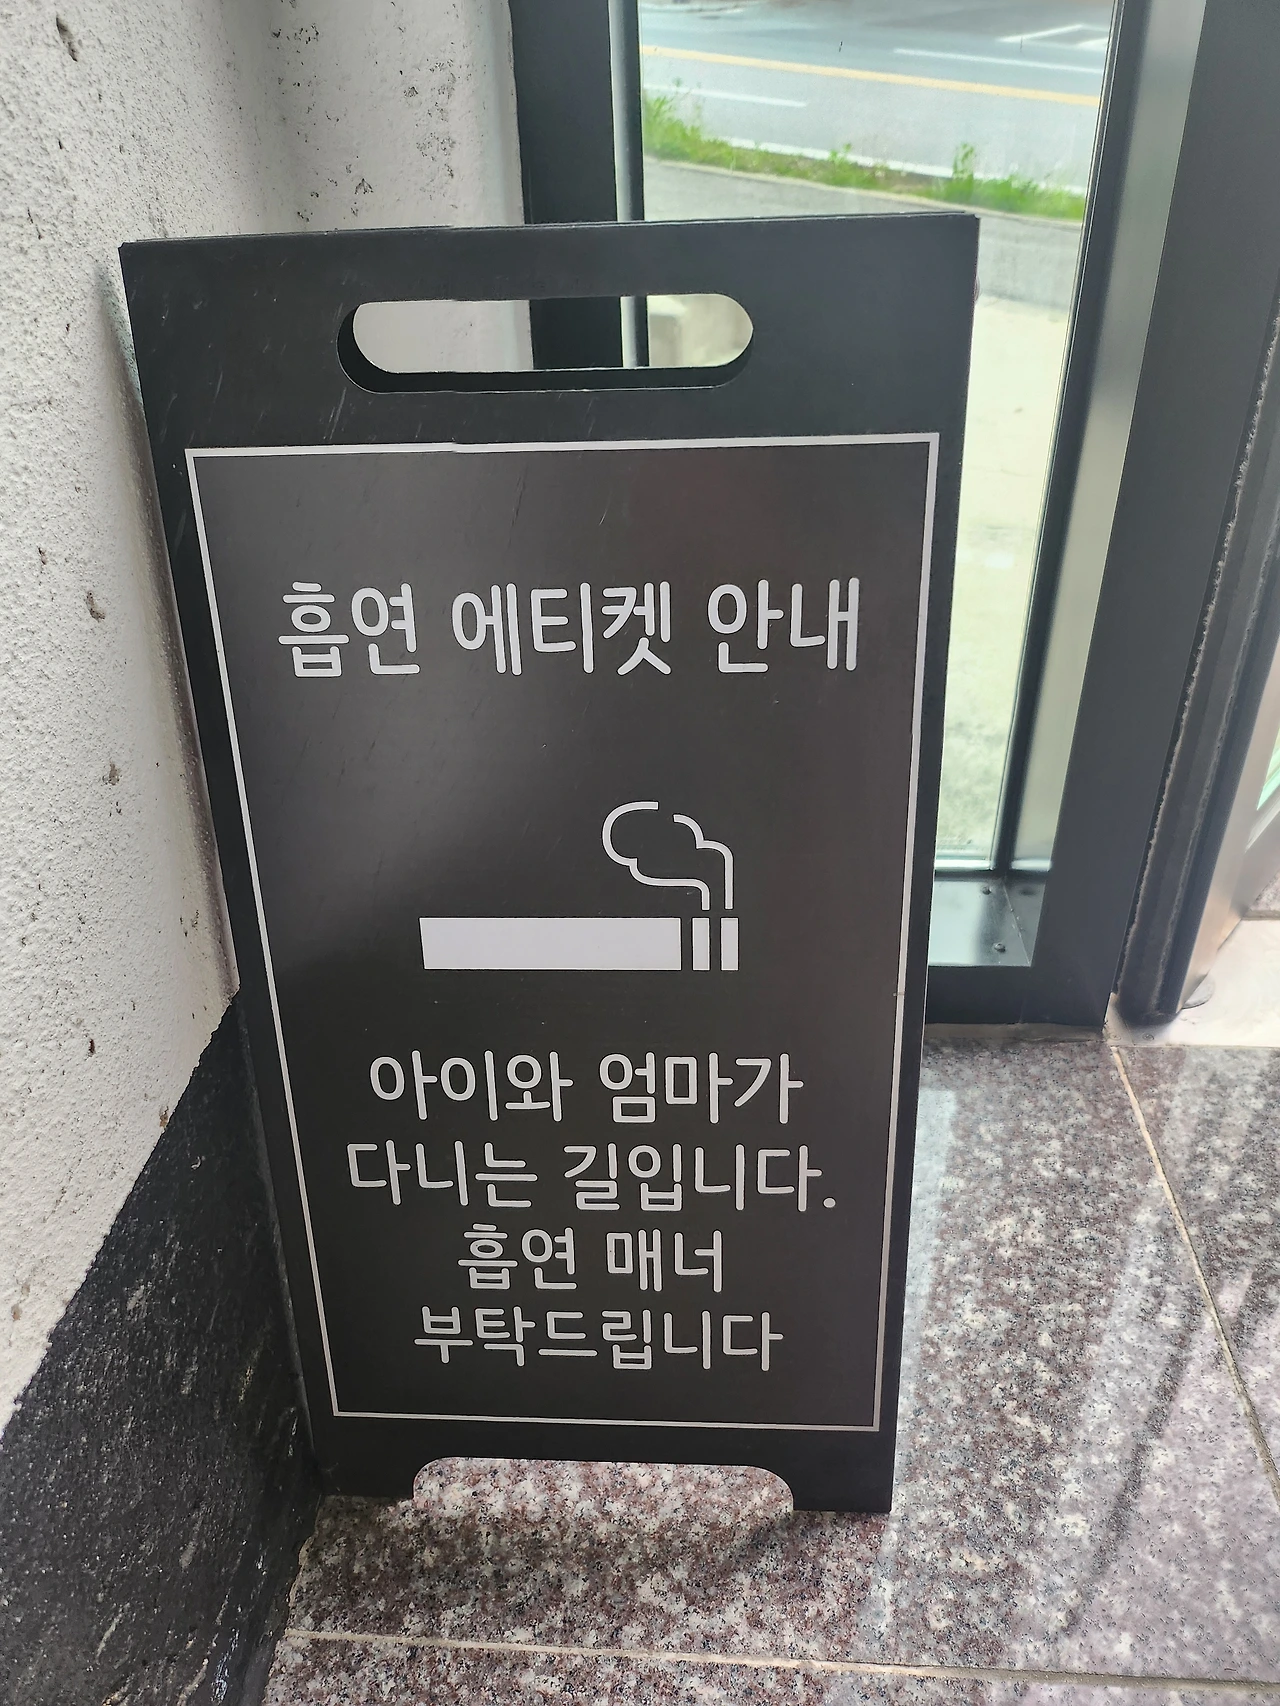 흡연 에티켓 안내
아이와 엄마가
다니는 길입니다.
흡연 매너
부탁드립니다